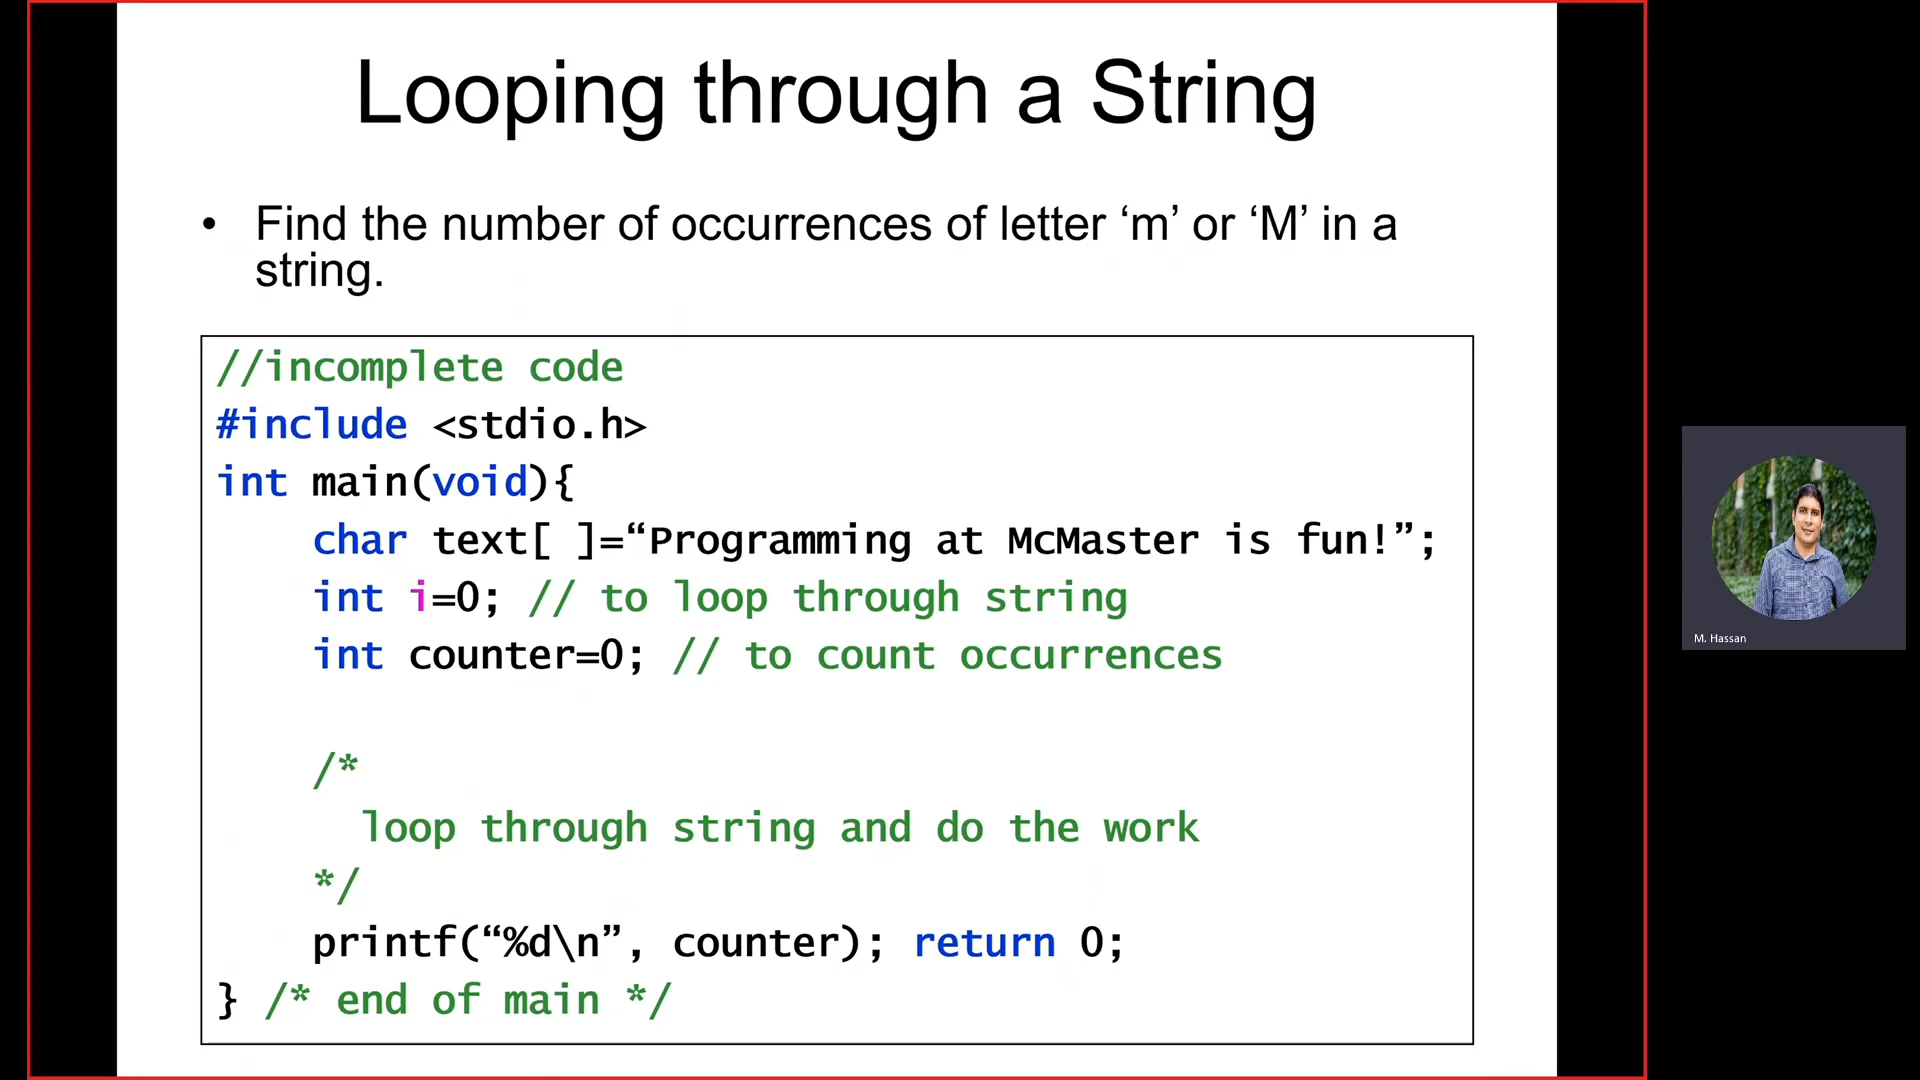 Looping through a String
• Find the number of occurrences of letter ‘m’ or ‘M’ in a
string.
//incomplete code
#include <stdio.h>
int main(void){
    char text[ ]=“Programming at McMaster is fun!”;
    int i=0; // to loop through string
    int counter=0; // to count occurrences
    /*
      loop through string and do the work
    */
    printf(“%d\n”, counter); return 0;
} /* end of main */
M. Hassan